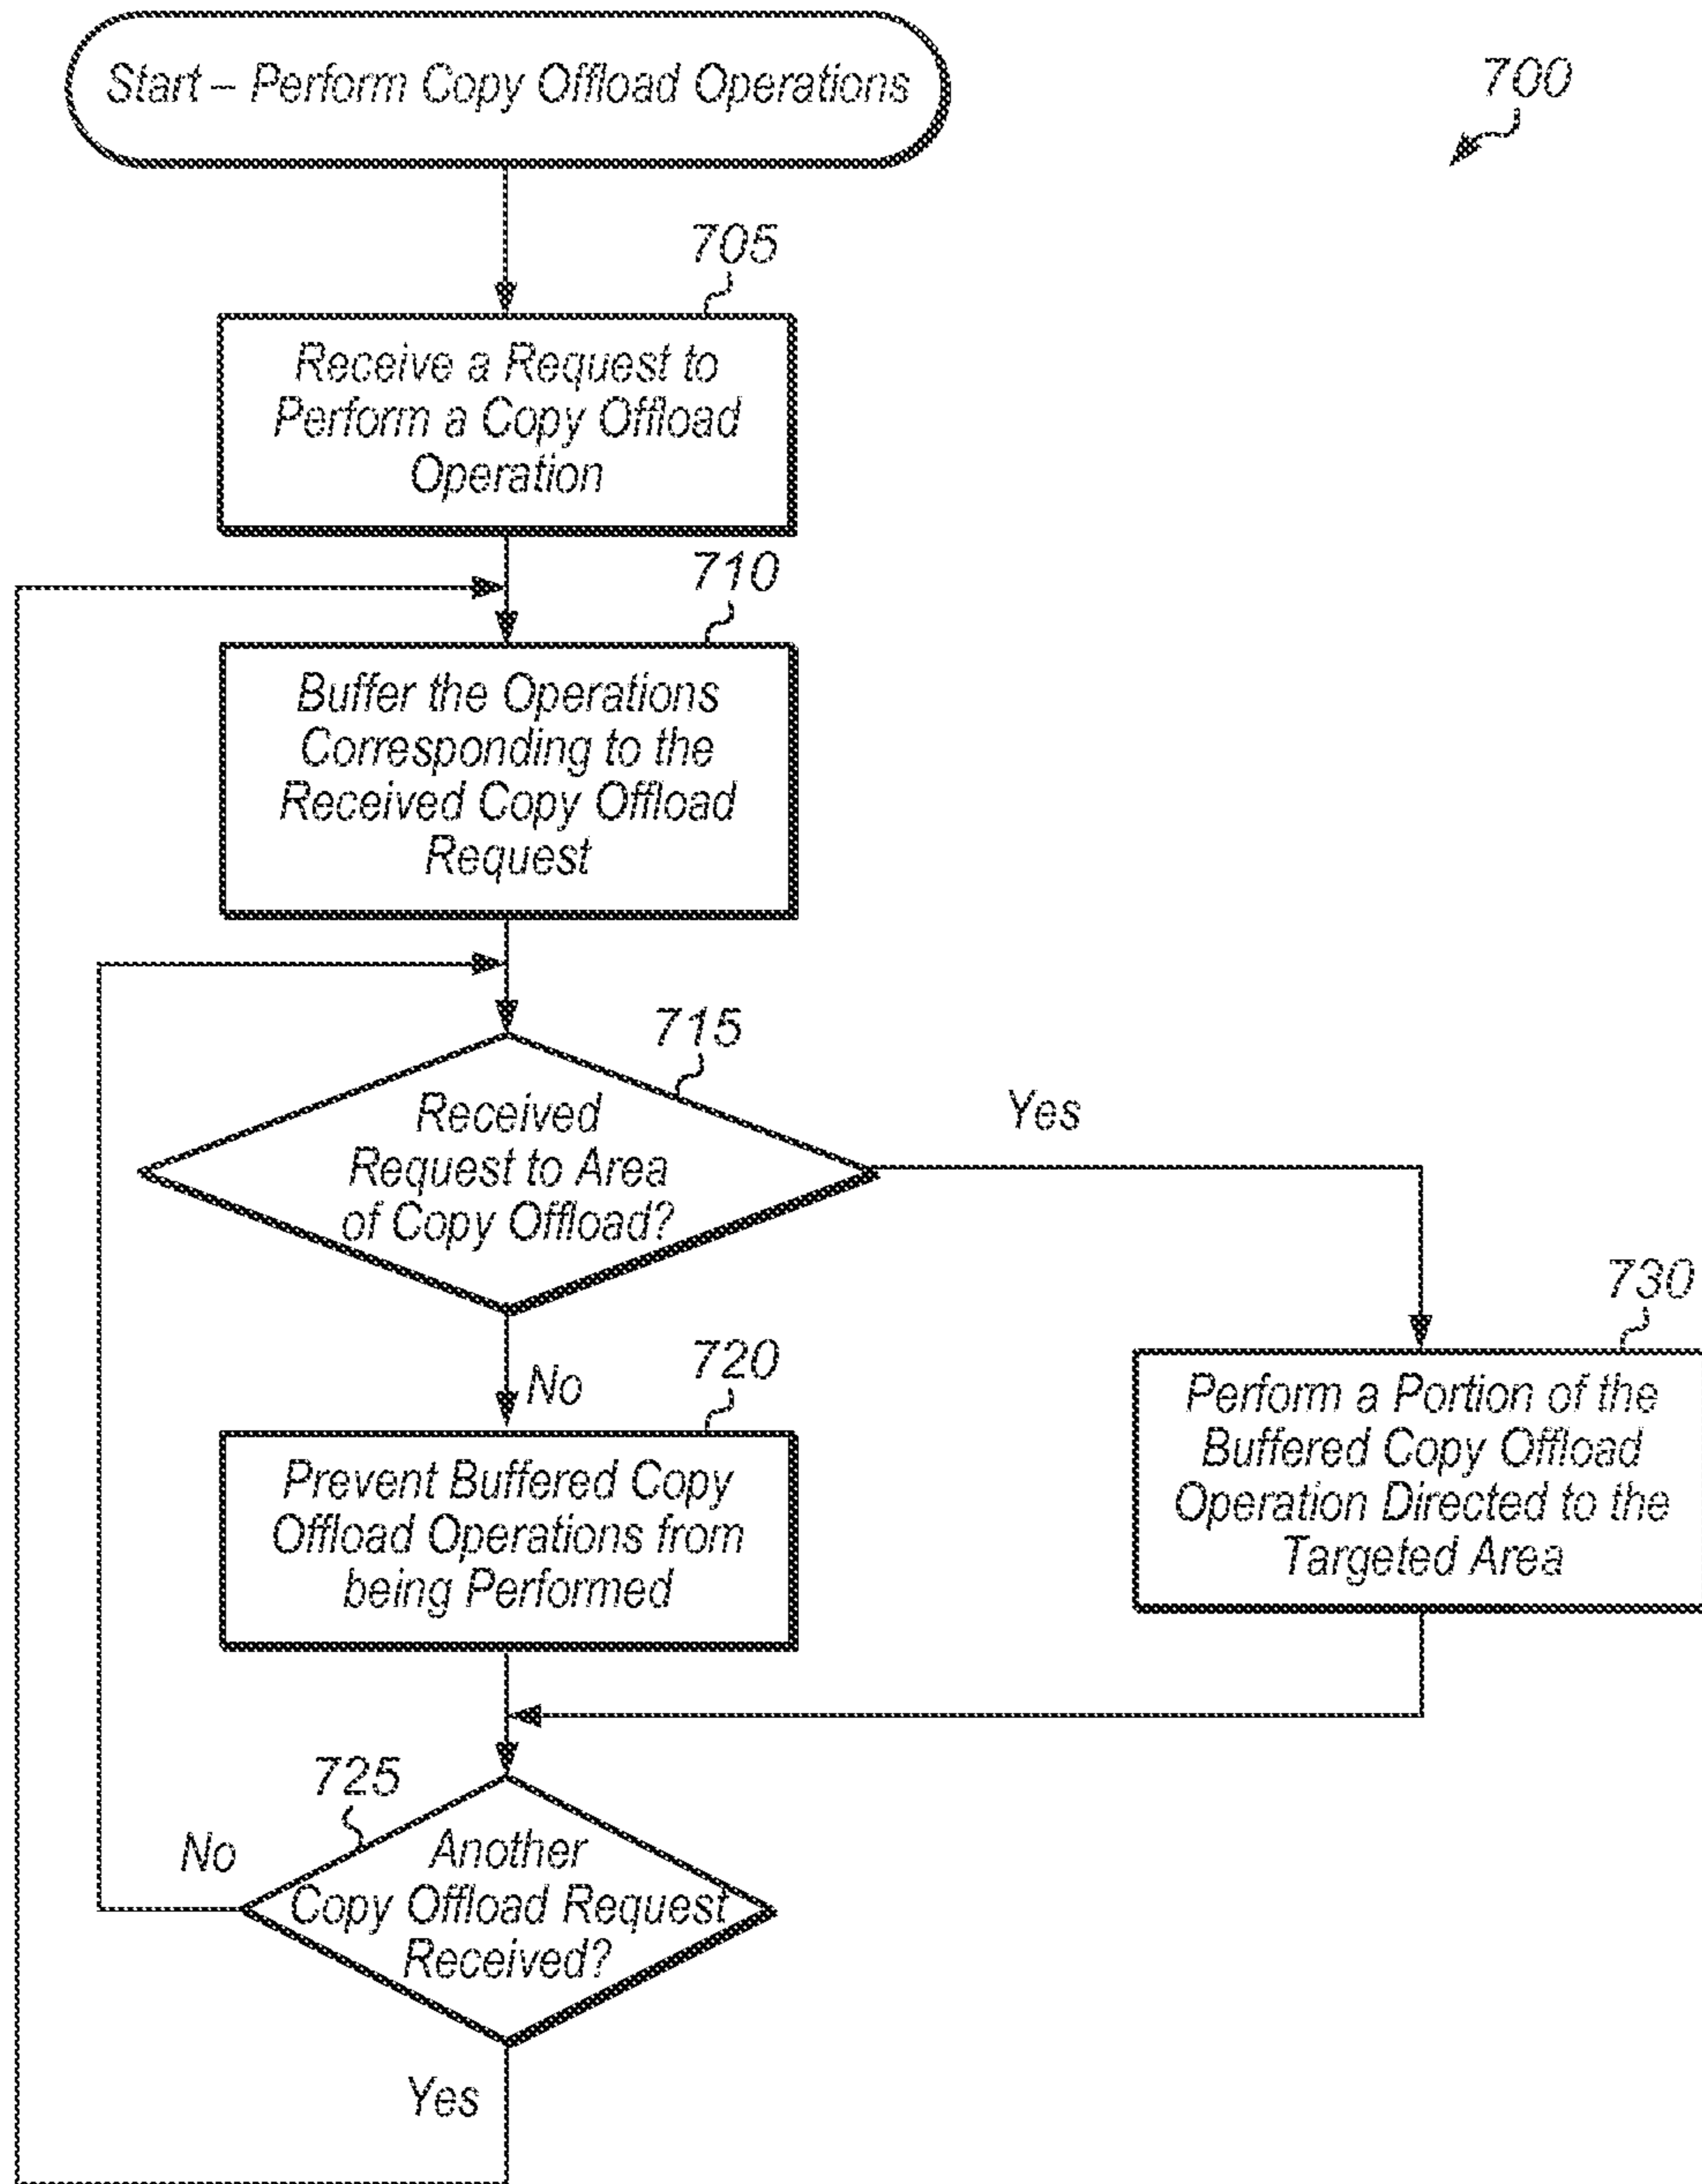 Start – Perform Copy Offload Operations
700
705
Receive a Request to
Perform a Copy Offload
Operation
710
Buffer the Operations
Corresponding to the
Received Copy Offload
Request
715
Received
Request to Area
of Copy Offload?
Yes
No
720
Prevent Buffered Copy
Offload Operations from
being Performed
730
Perform a Portion of the
Buffered Copy Offload
Operation Directed to the
Targeted Area
725
No
Another
Copy Offload Request
Received?
Yes